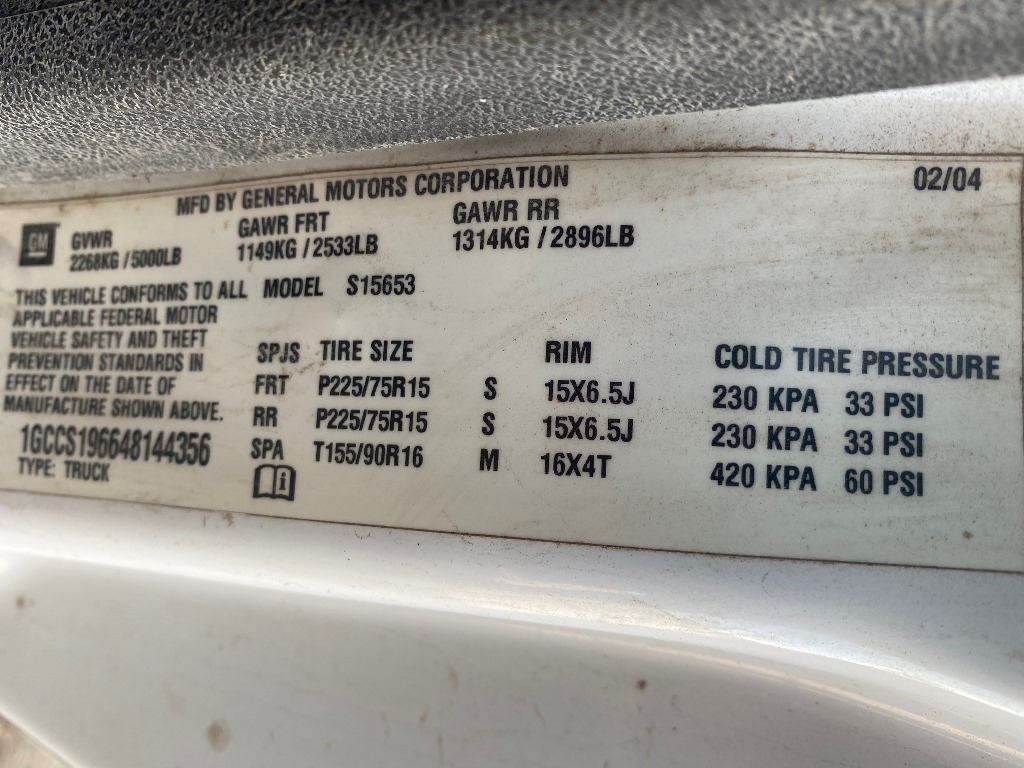 MFD BY GENERAL MOTORS CORPORATION 02/04
GM GVWR GAWR FRT GAWR RR
2268KG / 5000LB 1149KG / 2533LB 1314KG / 2896LB
THIS VEHICLE CONFORMS TO ALL MODEL S15653
APPLICABLE FEDERAL MOTOR
VEHICLE SAFETY AND THEFT
PREVENTION STANDARDS IN
EFFECT ON THE DATE OF
MANUFACTURE SHOWN ABOVE.
1GCCS196648144356
TYPE: TRUCK
SPJS TIRE SIZE RIM COLD TIRE PRESSURE
FRT P225/75R15 S 15X6.5J 230 KPA 33 PSI
RR P225/75R15 S 15X6.5J 230 KPA 33 PSI
SPA T155/90R16 M 16X4T 420 KPA 60 PSI
i